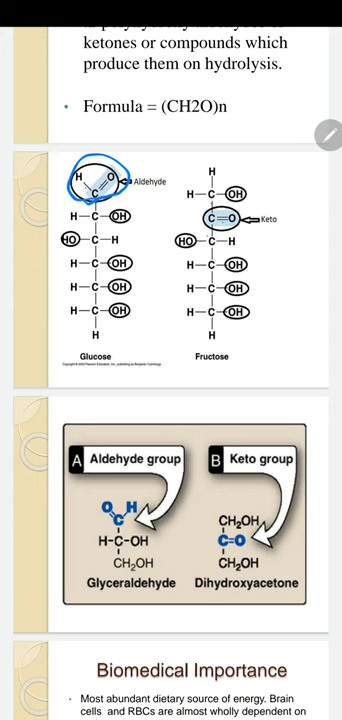 ketones or compounds which
produce them on hydrolysis.
• Formula = (CH2O)n
H O
C
Aldehyde
H–C–OH
HO–C–H
H–C–OH
H–C–OH
H–C–OH
H
Glucose
H
H–C–OH
C=O
Keto
HO–C–H
H–C–OH
H–C–OH
H–C–OH
H
Fructose
A Aldehyde group
O H
C
H-C-OH
CH₂OH
Glyceraldehyde
B Keto group
CH₂OH
C=O
CH₂OH
Dihydroxyacetone
Biomedical Importance
• Most abundant dietary source of energy. Brain
cells and RBCs are almost wholly dependent on